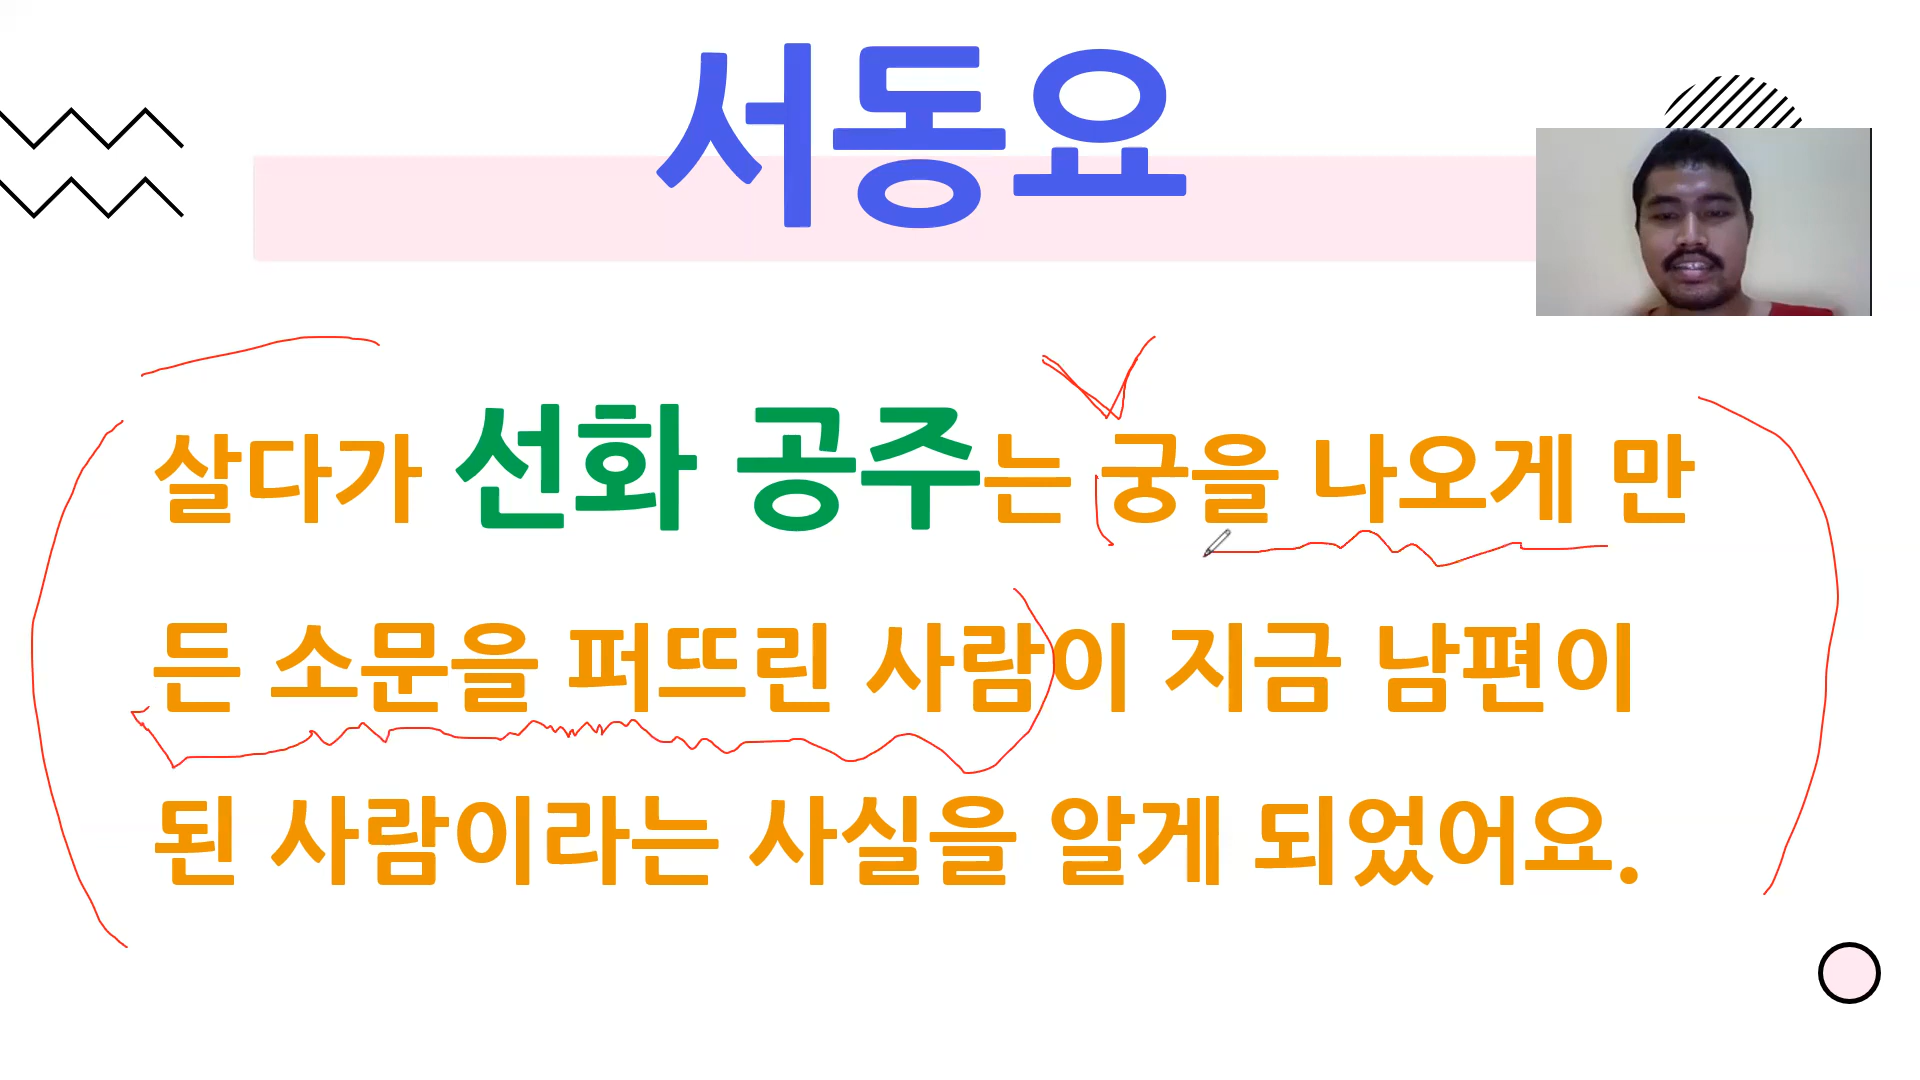 서동요
살다가 선화 공주는 궁을 나오게 만
든 소문을 퍼뜨린 사람이 지금 남편이
된 사람이라는 사실을 알게 되었어요.